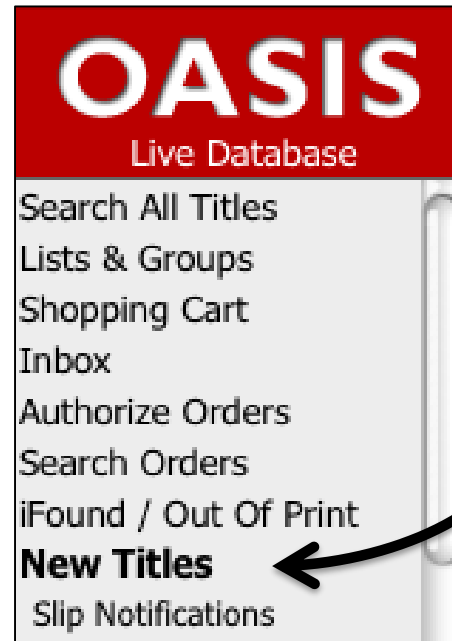 OASIS
Live Database
Search All Titles
Lists & Groups
Shopping Cart
Inbox
Authorize Orders
Search Orders
iFound / Out Of Print
New Titles
Slip Notifications